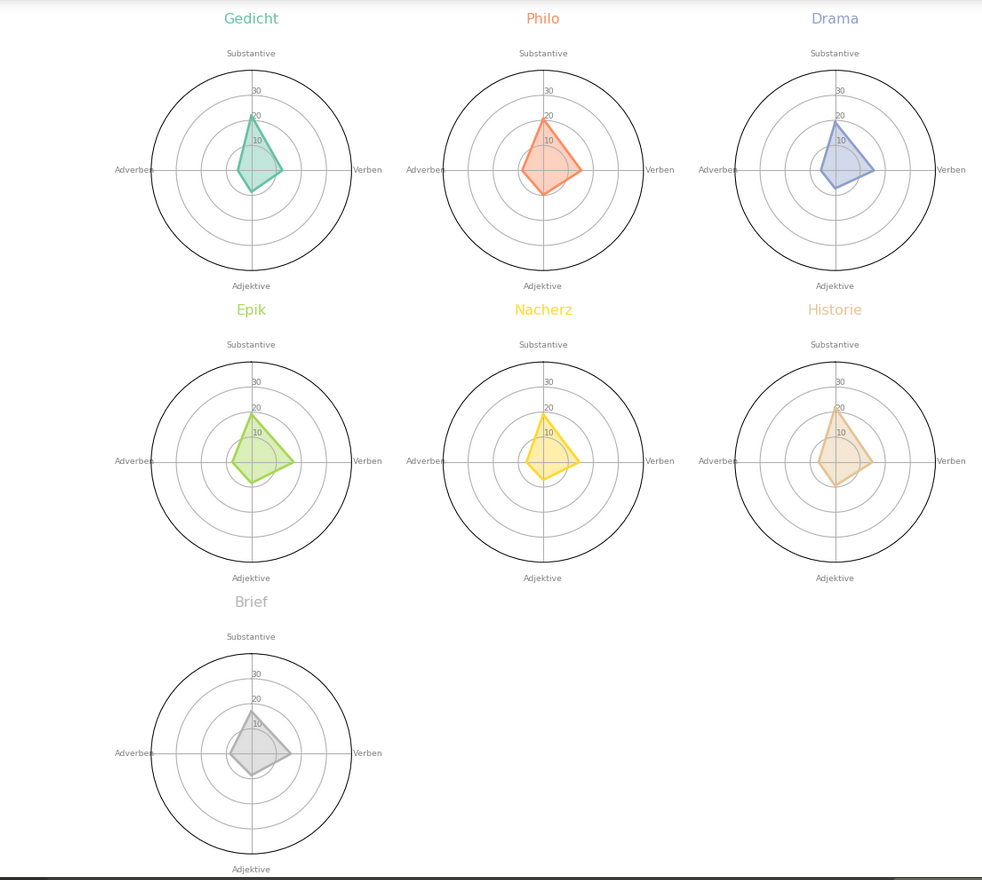 Gedicht Philo Drama
Substantive Substantive Substantive
30 30 30
20 20 20
10 10 10
Adverben Verben Adverben Verben Adverben Verben
Adjektive Adjektive Adjektive
Epik Nacherz Historie
Substantive Substantive Substantive
30 30 30
20 20 20
10 10 10
Adverben Verben Adverben Verben Adverben Verben
Adjektive Adjektive Adjektive
Brief
Substantive
30
20
10
Adverben Verben
Adjektive